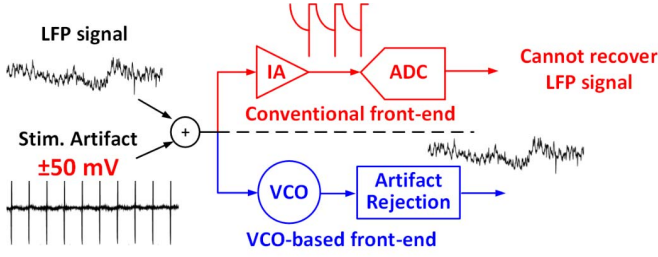 LFP signal
Stim. Artifact
±50 mV
+
IA
ADC
Conventional front-end
Cannot recover
LFP signal
VCO
Artifact
Rejection
VCO-based front-end